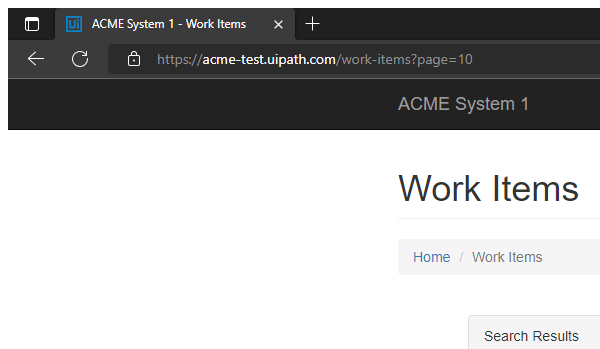 Ui ACME System 1 - Work Items
https://acme-test.uipath.com/work-items?page=10
ACME System 1
Work Items
Home / Work Items
Search Results